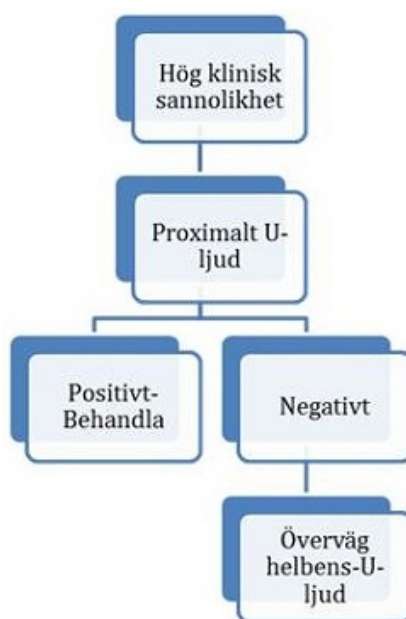 Hög klinisk
sannolikhet
Proximalt U-
ljud
Positivt-
Behandla
Negativt
Överväg
helbens-U-
ljud